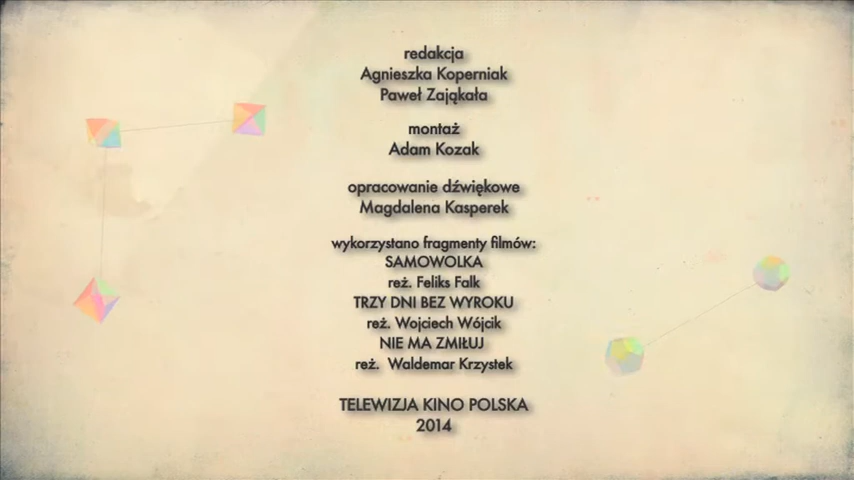 redakcja
Agnieszka Koperniak
Paweł Zająkała
montaż
Adam Kozak
opracowanie dźwiękowe
Magdalena Kasperek
wykorzystano fragmenty filmów:
SAMOWOLKA
reż. Feliks Falk
TRZY DNI BEZ WYROKU
reż. Wojciech Wójcik
NIE MA ZMIŁUJ
reż. Waldemar Krzystek
TELEWIZJA KINO POLSKA
2014